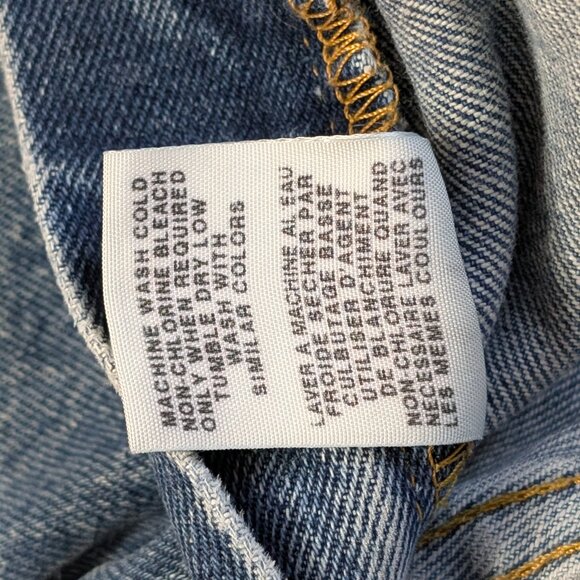 MACHINE WASH COLD
NON-CHLORINE BLEACH
ONLY WHEN REQUIRED
TUMBLE DRY LOW
WASH WITH
SIMILAR COLORS
LAVER A MACHINE AL EAU
FROIDE SECHER PAR
CULBUTAGE BASSE
UTILISER D'AGENT
DE BLANCHIMENT
NON-CHLORURE QUAND
NECESSAIRE LAVER AVEC
LES MEMES COULOURS